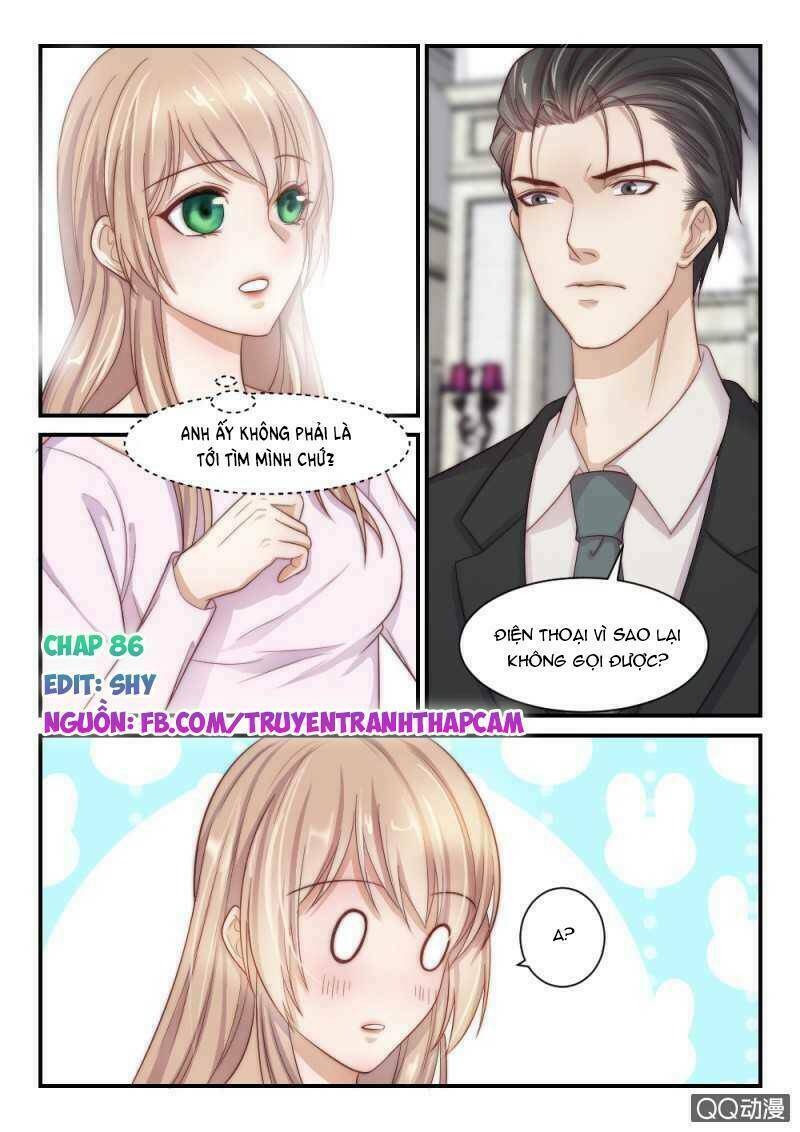 ANH ẤY KHÔNG PHẢI LÀ
TỚI TÌM MÌNH CHỨ?
ĐIỆN THOẠI VÌ SAO LẠI
KHÔNG GỌI ĐƯỢC?
CHAP 86
EDIT: SHY
NGUỒN: FB.COM/TRUYENTRANHTHAPCAM
A?
QQ动漫